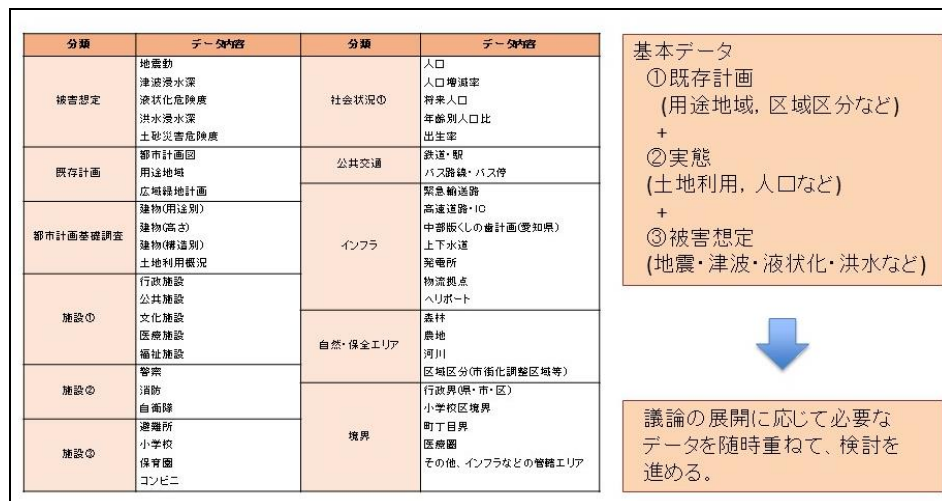 分類 データ内容 分類 データ内容
被害想定
地震動
津波浸水深
液状化危険度
洪水浸水深
土砂災害危険度
既存計画
都市計画図
用途地域
広域緑地計画
都市計画基礎調査
建物(用途別)
建物(高さ)
建物(構造別)
土地利用概況
施設①
行政施設
公共施設
文化施設
医療施設
福祉施設
施設②
警察
消防
自衛隊
施設③
避難所
小学校
保育園
コンビニ
社会状況①
人口
人口増減率
将来人口
年齢別人口比
出生率
公共交通
鉄道・駅
バス路線・バス停
インフラ
緊急輸送路
高速道路・IC
中部版くしの歯計画(愛知県)
上下水道
発電所
物流拠点
ヘリポート
自然・保全エリア
森林
農地
河川
区域区分(市街化調整区域等)
境界
行政界(県・市・区)
小学校区境界
町丁目界
医療圏
その他、インフラなどの管轄エリア
基本データ
①既存計画
(用途地域, 区域区分など)
+
②実態
(土地利用, 人口など)
+
③被害想定
(地震・津波・液状化・洪水など)
議論の展開に応じて必要な
データを随時重ねて、検討を
進める。